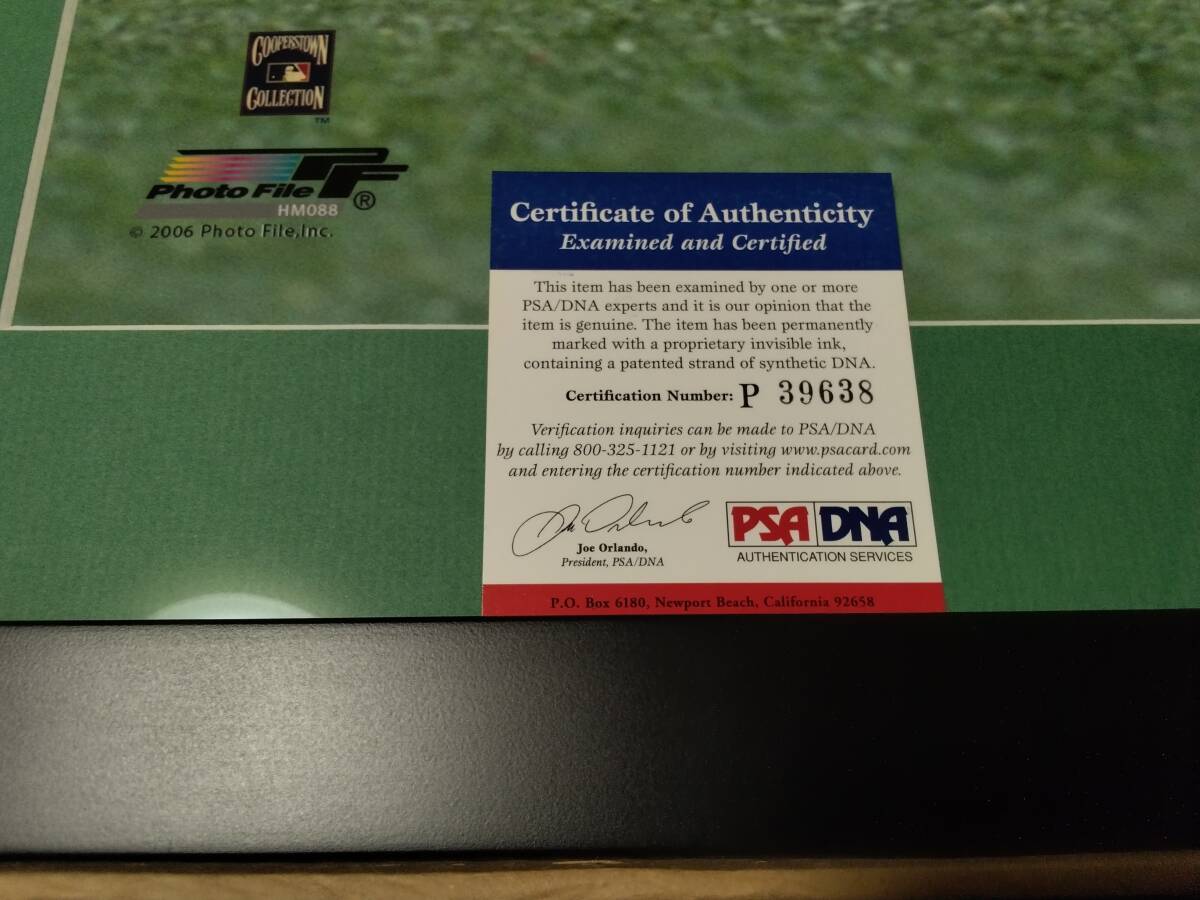 COOPERSTOWN
COLLECTION
TM
Photo File PF®
HM088
© 2006 Photo File, Inc.
Certificate of Authenticity
Examined and Certified
This item has been examined by one or more
PSA/DNA experts and it is our opinion that the
item is genuine. The item has been permanently
marked with a proprietary invisible ink,
containing a patented strand of synthetic DNA.
Certification Number: P 39638
Verification inquiries can be made to PSA/DNA
by calling 800-325-1121 or by visiting www.psacard.com
and entering the certification number indicated above.
Joe Orlando
Joe Orlando,
President, PSA/DNA
PSA DNA
AUTHENTICATION SERVICES
P.O. Box 6180, Newport Beach, California 92658